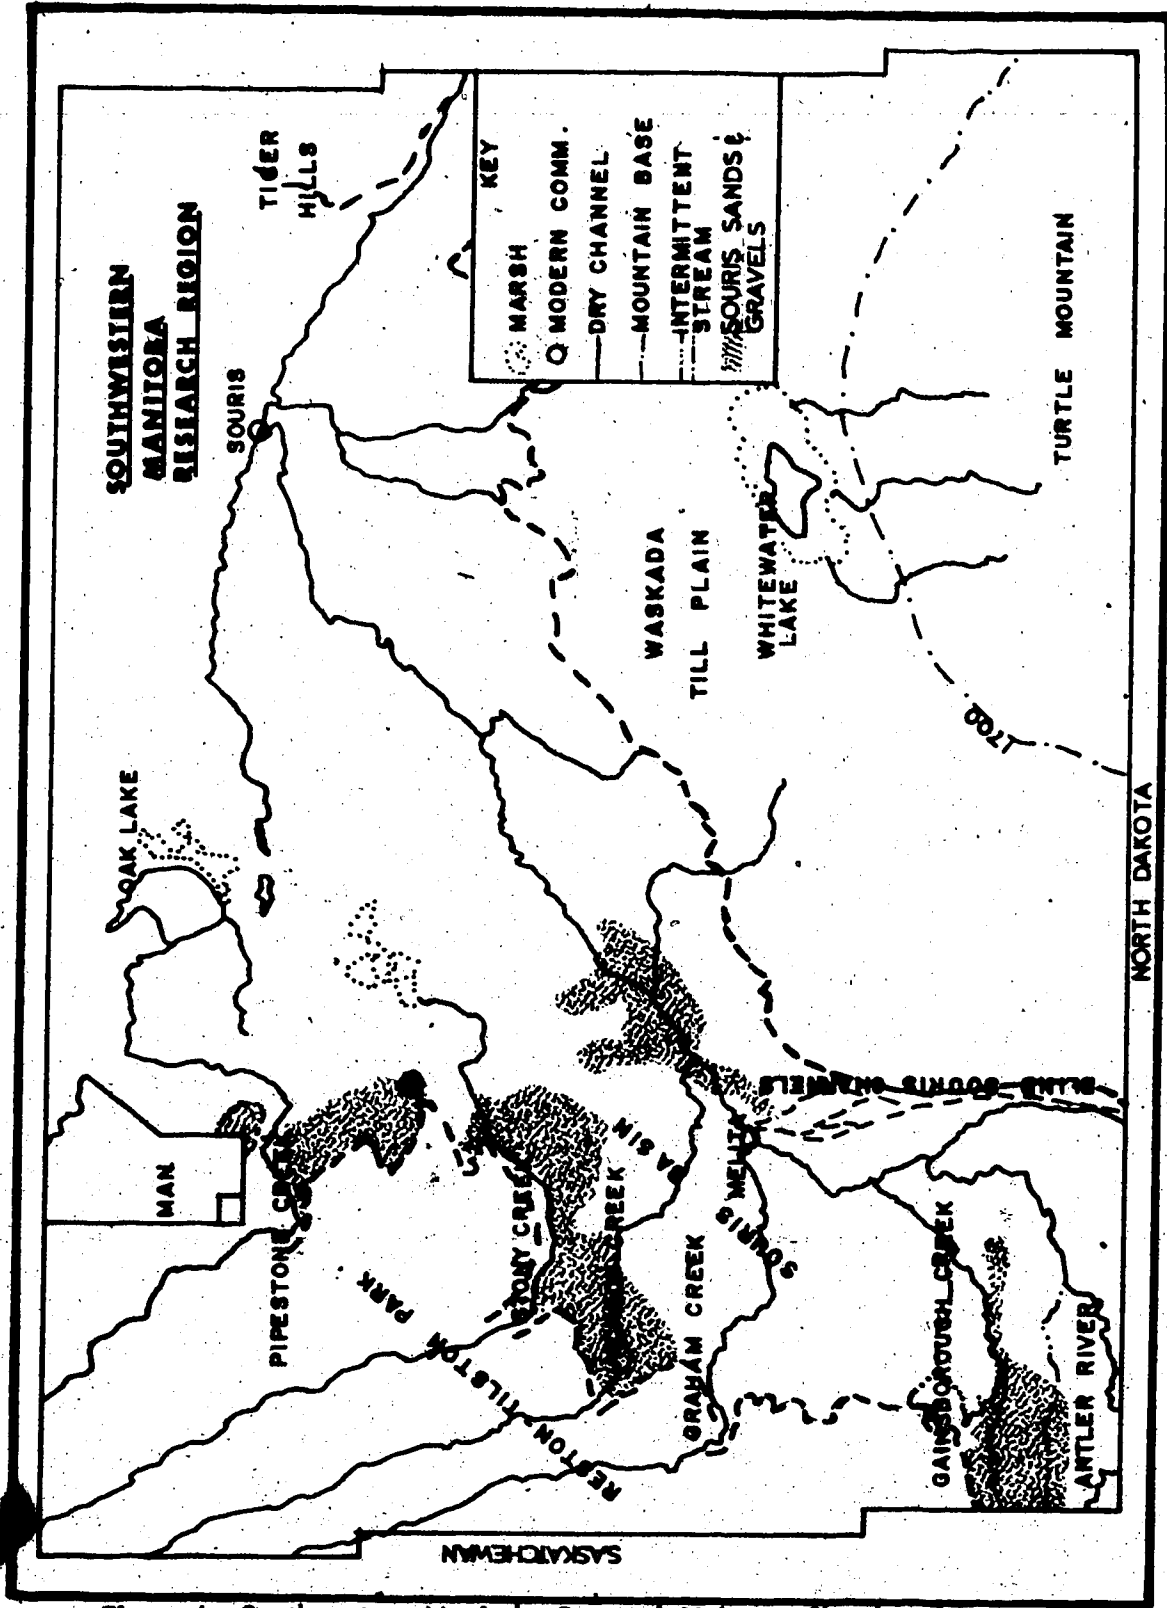 SOUTHWESTERN
MANITOBA
RESEARCH REGION
TIGER
HILLS
KEY
MARSH
MODERN COMM.
DRY CHANNEL
MOUNTAIN BASE
INTERMITTENT
STREAM
SOURIS SANDS &
GRAVELS
SOURIS
OAK LAKE
WASKADA
TILL PLAIN
WHITEWATER
LAKE
TURTLE MOUNTAIN
1700
NORTH DAKOTA
BLIND SOURIS CHANNELS
MAN.
PIPESTONE CREEK
STONY CREEK
CREEK
GRAHAM CREEK
SOURIS BASIN
MELITA
RESTON TILSTON PARK
GAINSBOROUGH CREEK
ANTLER RIVER
SASKATCHEWAN